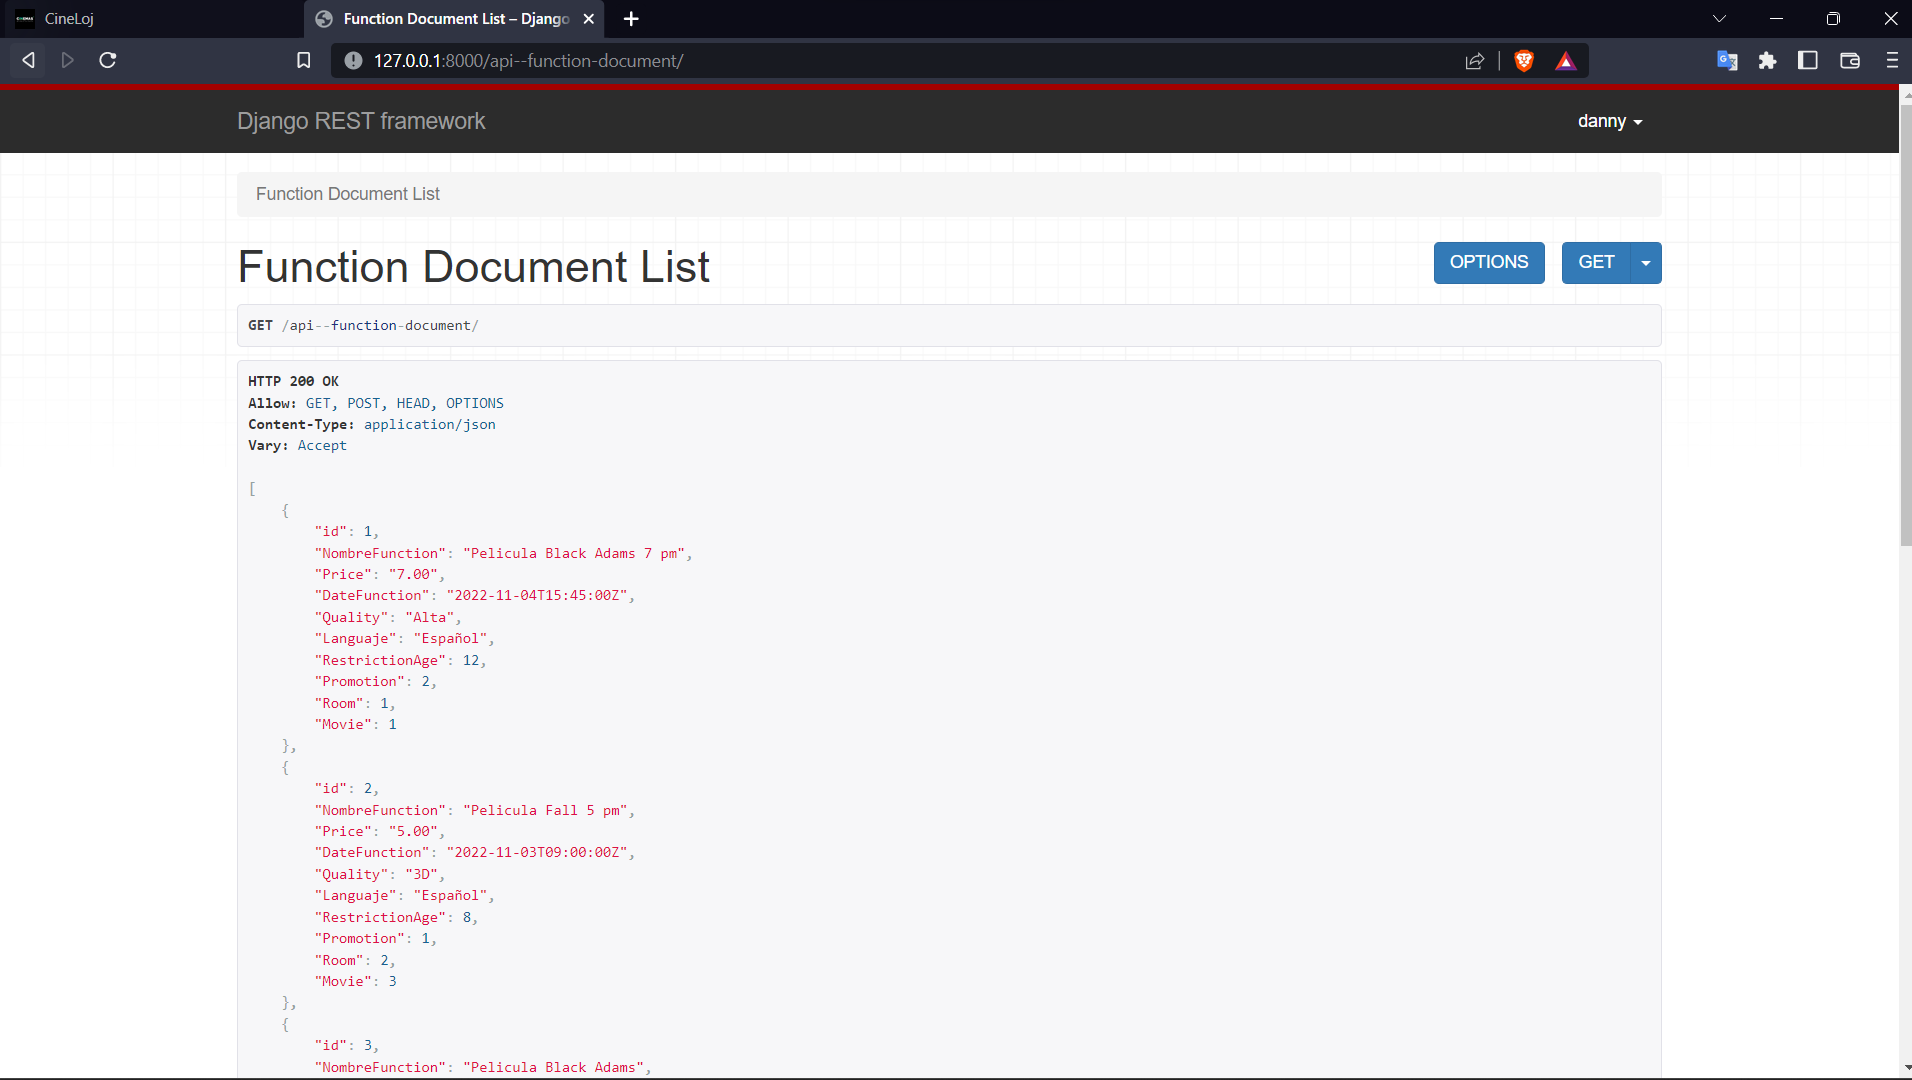 CineLoj
Function Document List – Django
127.0.0.1:8000/api--function-document/
Django REST framework
danny
Function Document List
Function Document List
OPTIONS
GET
GET /api--function-document/
HTTP 200 OK
Allow: GET, POST, HEAD, OPTIONS
Content-Type: application/json
Vary: Accept
[
{
"id": 1,
"NombreFunction": "Pelicula Black Adams 7 pm",
"Price": "7.00",
"DateFunction": "2022-11-04T15:45:00Z",
"Quality": "Alta",
"Languaje": "Español",
"RestrictionAge": 12,
"Promotion": 2,
"Room": 1,
"Movie": 1
},
{
"id": 2,
"NombreFunction": "Pelicula Fall 5 pm",
"Price": "5.00",
"DateFunction": "2022-11-03T09:00:00Z",
"Quality": "3D",
"Languaje": "Español",
"RestrictionAge": 8,
"Promotion": 1,
"Room": 2,
"Movie": 3
},
{
"id": 3,
"NombreFunction": "Pelicula Black Adams",